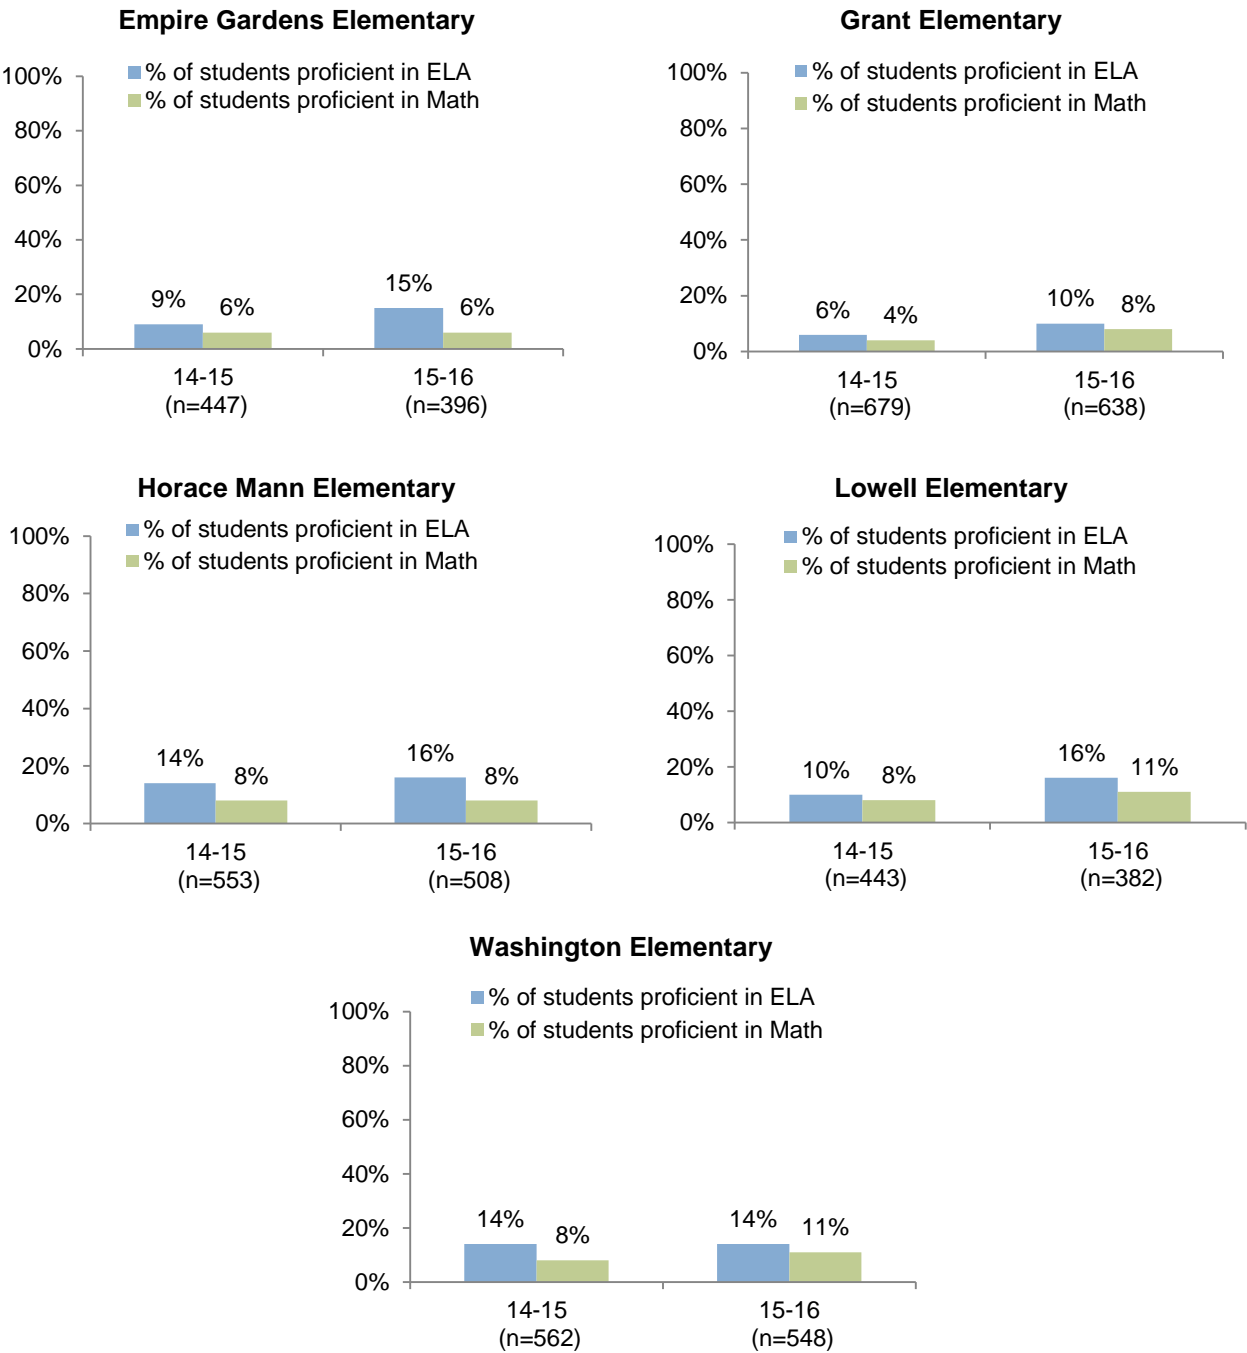 Empire Gardens Elementary
% of students proficient in ELA
% of students proficient in Math
100%
80%
60%
40%
20%
0%
9%
6%
15%
6%
14-15
(n=447)
15-16
(n=396)
Grant Elementary
% of students proficient in ELA
% of students proficient in Math
100%
80%
60%
40%
20%
0%
6%
4%
10%
8%
14-15
(n=679)
15-16
(n=638)
Horace Mann Elementary
% of students proficient in ELA
% of students proficient in Math
100%
80%
60%
40%
20%
0%
14%
8%
16%
8%
14-15
(n=553)
15-16
(n=508)
Lowell Elementary
% of students proficient in ELA
% of students proficient in Math
100%
80%
60%
40%
20%
0%
10%
8%
16%
11%
14-15
(n=443)
15-16
(n=382)
Washington Elementary
% of students proficient in ELA
% of students proficient in Math
100%
80%
60%
40%
20%
0%
14%
8%
14%
11%
14-15
(n=562)
15-16
(n=548)